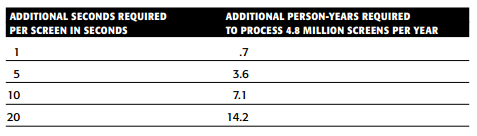 ADDITIONAL SECONDS REQUIRED PER SCREEN IN SECONDS
ADDITIONAL PERSON-YEARS REQUIRED TO PROCESS 4.8 MILLION SCREENS PER YEAR
1 .7
5 3.6
10 7.1
20 14.2